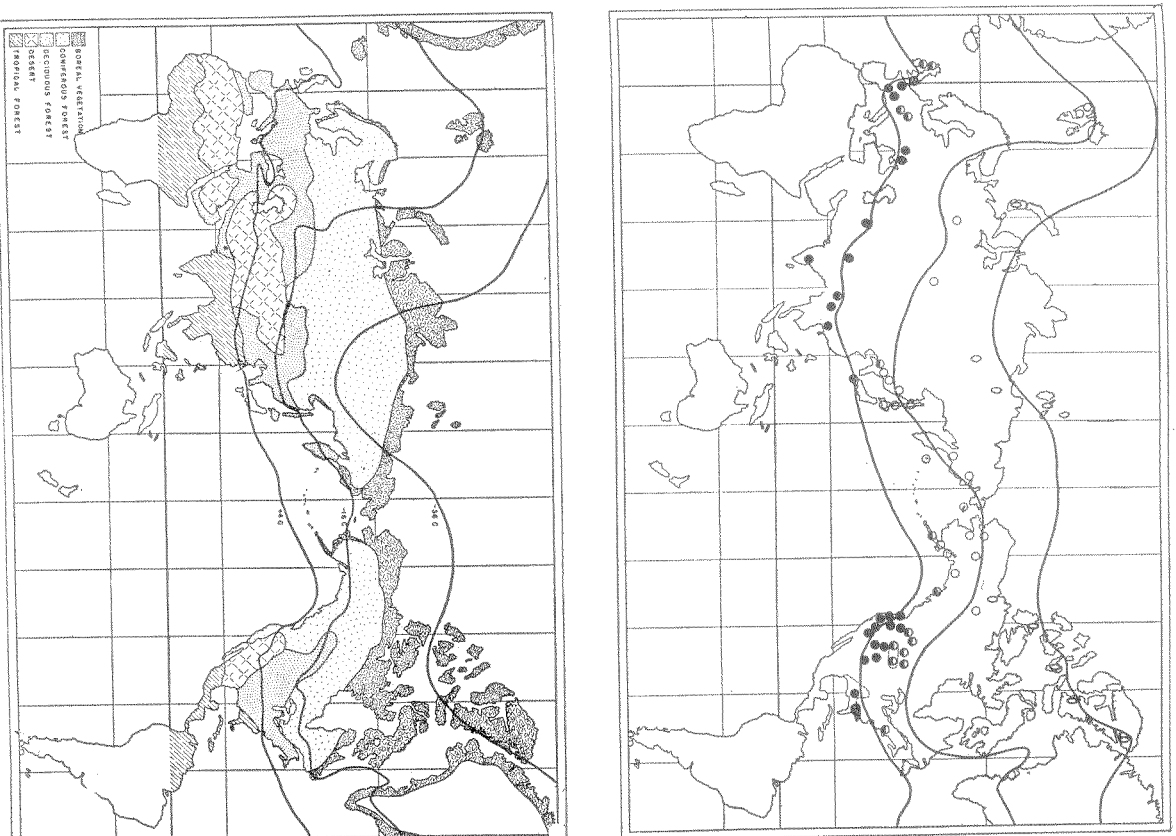 BOREAL VEGETATION
CONIFEROUS FOREST
DECIDUOUS FOREST
DESERT
TROPICAL FOREST